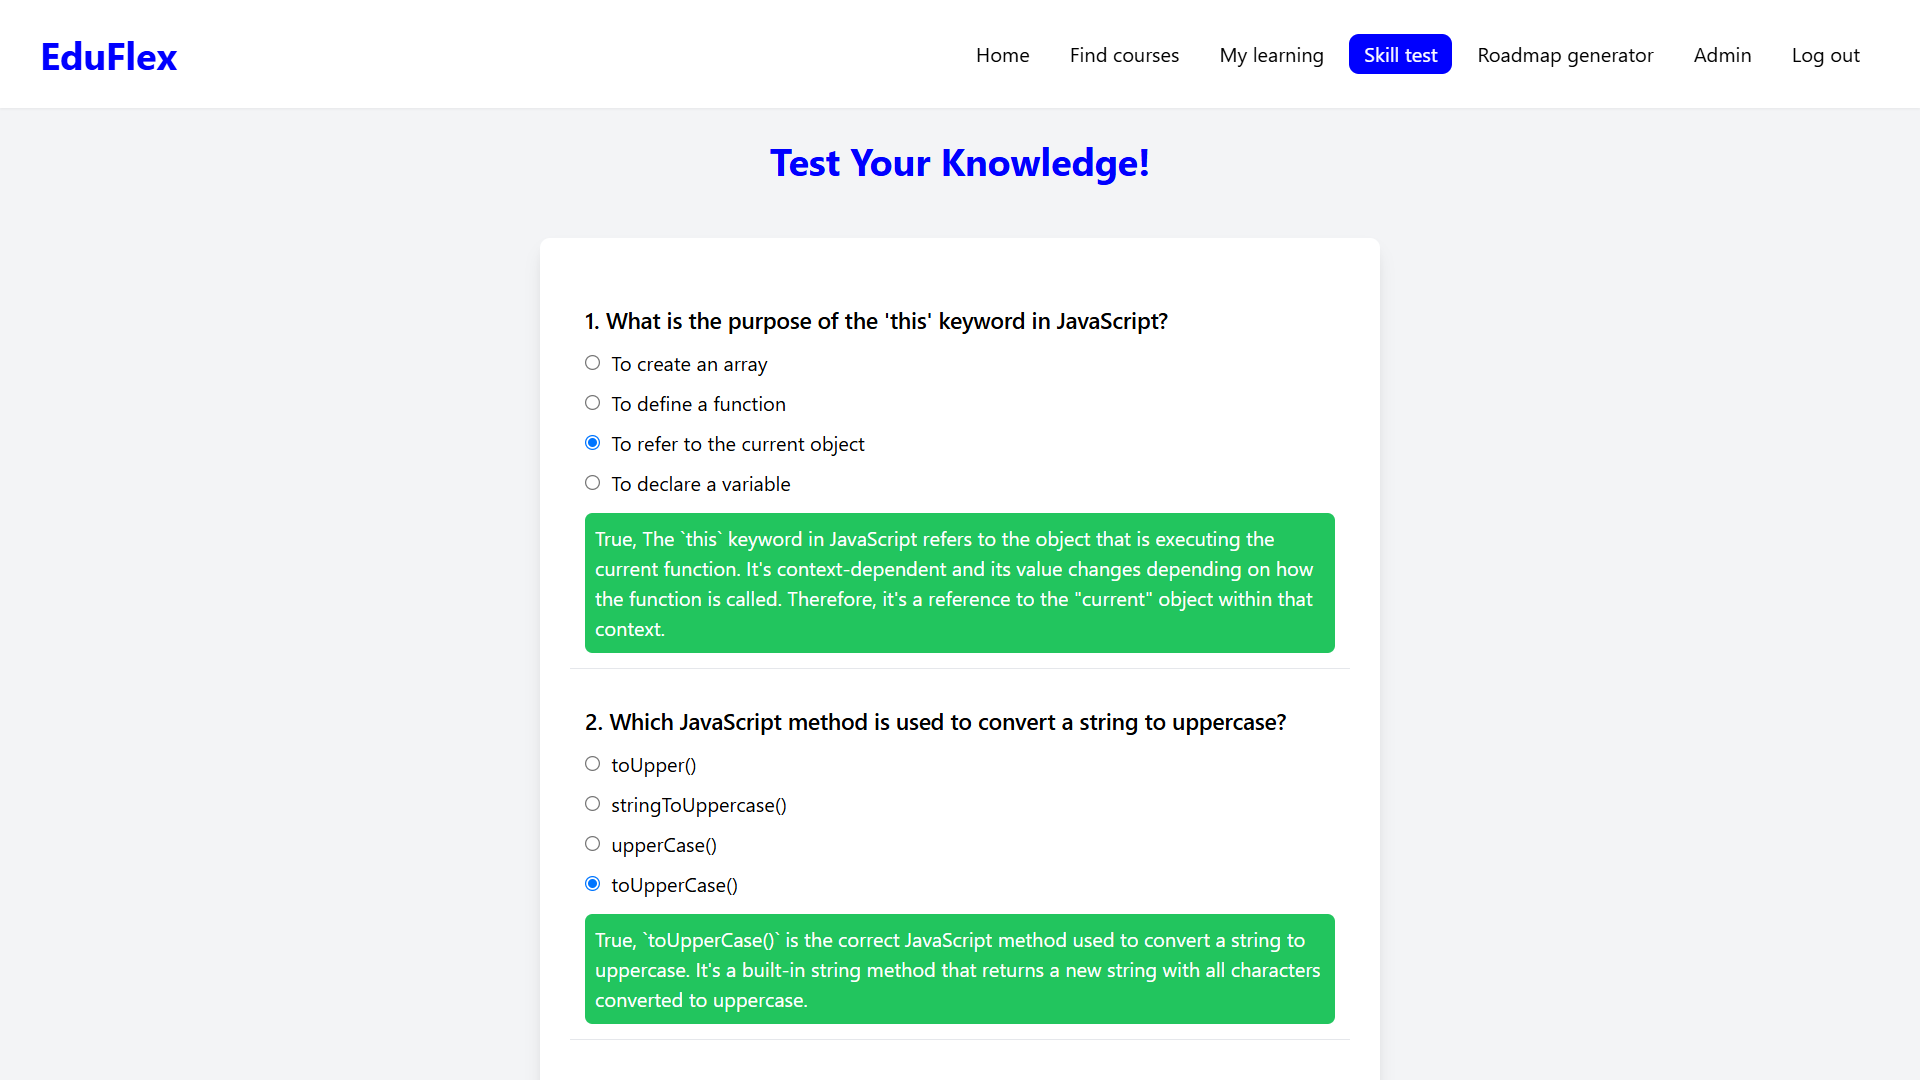 EduFlex
Home
Find courses
My learning
Skill test
Roadmap generator
Admin
Log out
Test Your Knowledge!
1. What is the purpose of the 'this' keyword in JavaScript?
To create an array
To define a function
To refer to the current object
To declare a variable
True, The `this` keyword in JavaScript refers to the object that is executing the
current function. It's context-dependent and its value changes depending on how
the function is called. Therefore, it's a reference to the "current" object within that
context.
2. Which JavaScript method is used to convert a string to uppercase?
toUpper()
stringToUppercase()
upperCase()
toUpperCase()
True, `toUpperCase()` is the correct JavaScript method used to convert a string to
uppercase. It's a built-in string method that returns a new string with all characters
converted to uppercase.